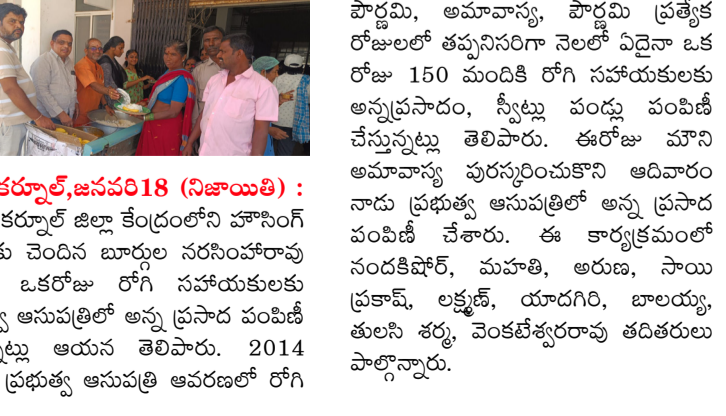 కర్నూల్,జనవరి18 (నిజాయితి) :
కర్నూల్ జిల్లా కేంద్రంలోని హౌసింగ్
చెందిన బూర్గుల నరసింహారావు
ఒకరోజు రోగి సహాయకులకు
ఆసుపత్రిలో అన్న ప్రసాద పంపిణీ
ఆయన తెలిపారు. 2014
ప్రభుత్వ ఆసుపత్రి ఆవరణలో రోగి
పౌర్ణమి, అమావాస్య, పౌర్ణమి ప్రత్యేక
రోజులలో తప్పనిసరిగా నెలలో ఏదైనా ఒక
రోజు 150 మందికి రోగి సహాయకులకు
అన్నప్రసాదం, స్వీట్లు పండ్లు పంపిణీ
చేస్తున్నట్లు తెలిపారు. ఈరోజు మౌని
అమావాస్య పురస్కరించుకొని ఆదివారం
నాడు ప్రభుత్వ ఆసుపత్రిలో అన్న ప్రసాద
పంపిణీ చేశారు. ఈ కార్యక్రమంలో
నందకిషోర్, మహతి, అరుణ, సాయి
ప్రకాష్, లక్ష్మణ్, యాదగిరి, బాలయ్య,
తులసి శర్మ, వెంకటేశ్వరరావు తదితరులు
పాల్గొన్నారు.